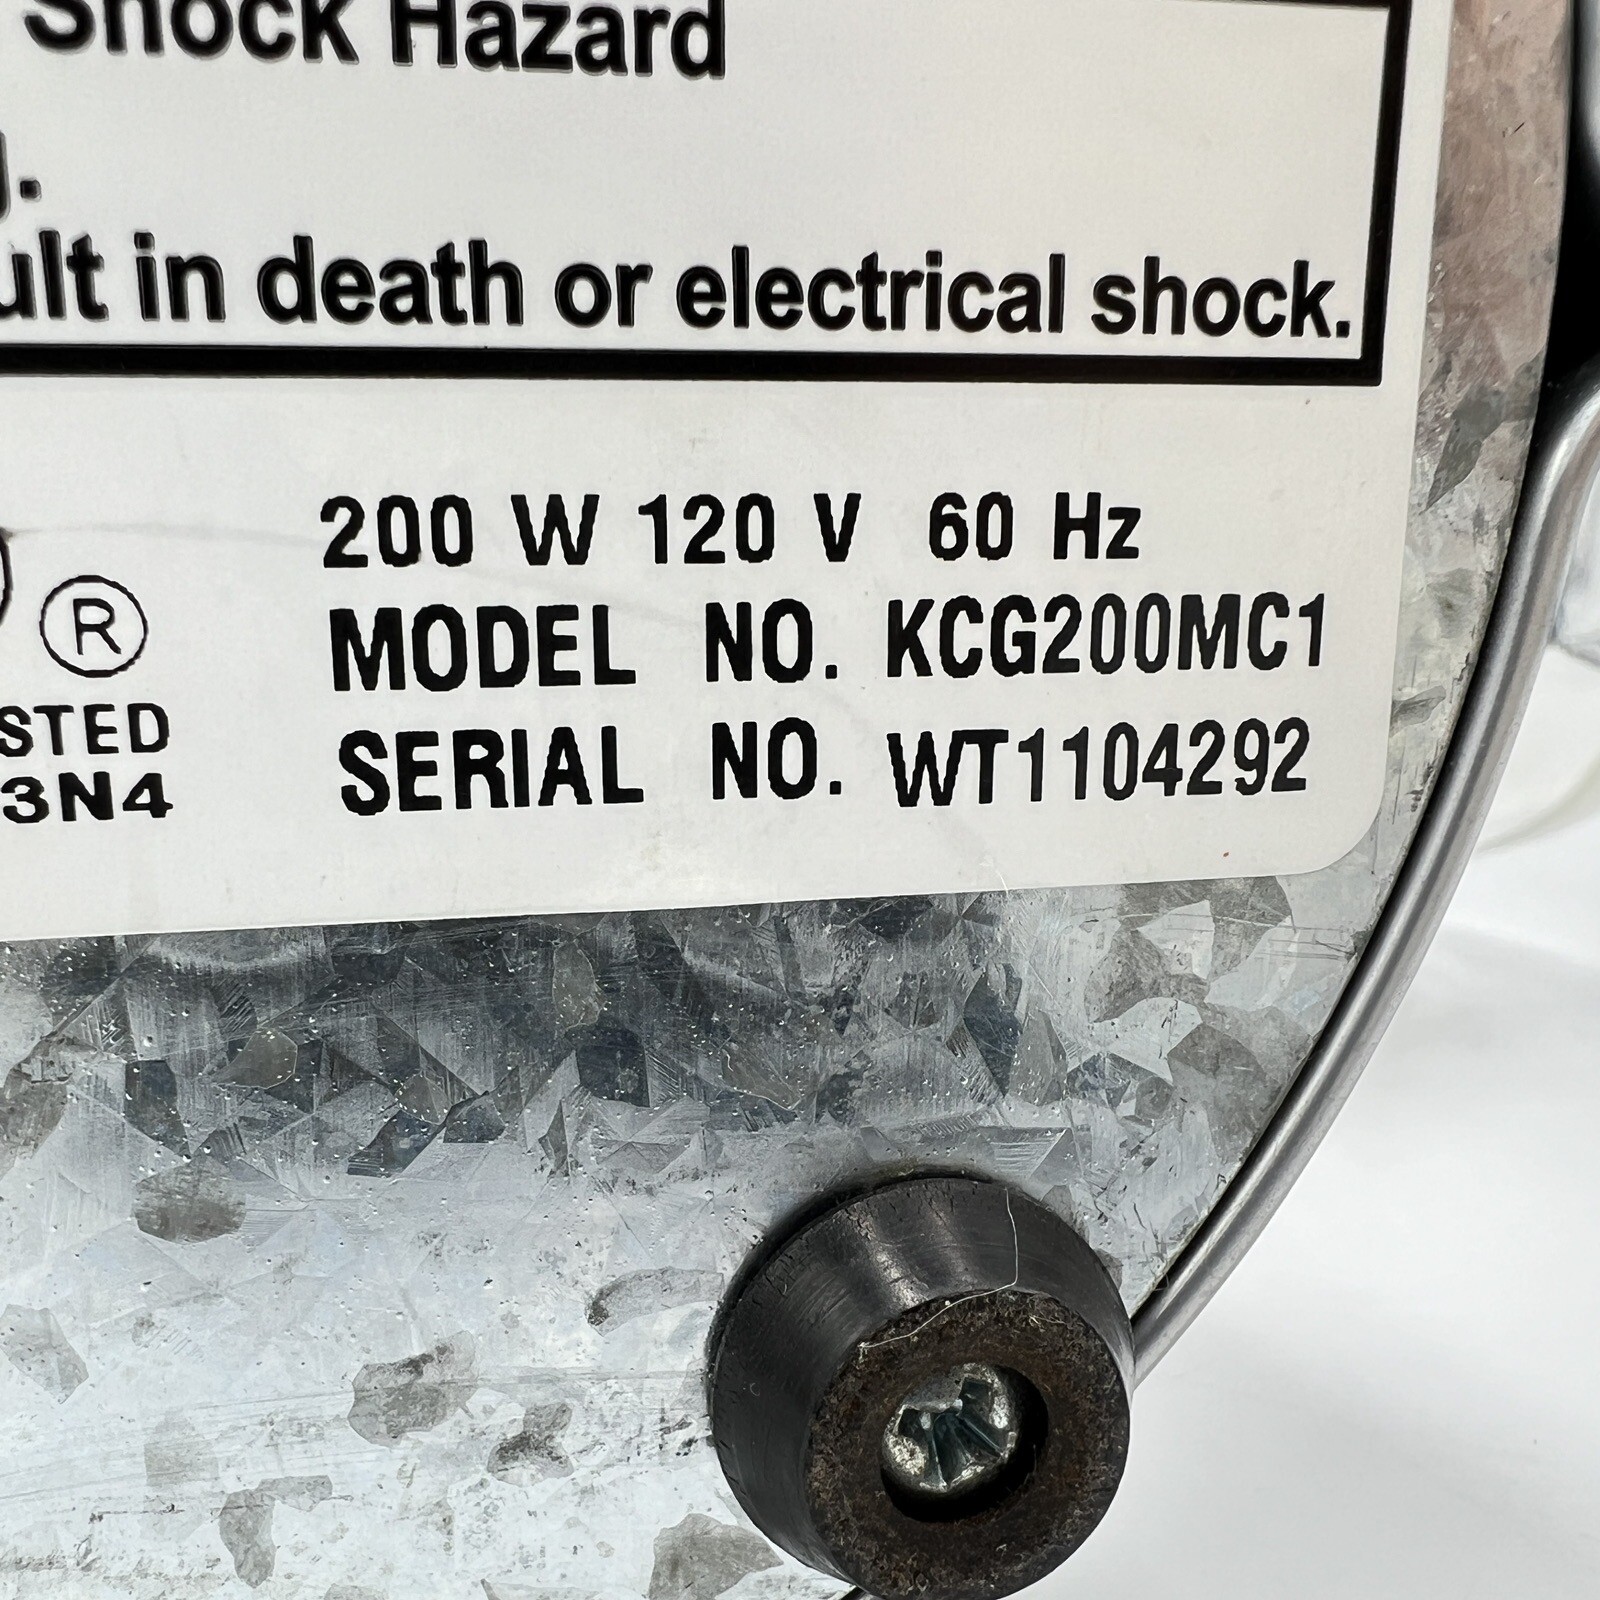 Shock Hazard
in death or electrical shock.
200 W 120 V 60 Hz
® MODEL NO. KCG200MC1
STED
SERIAL NO. WT1104292
3N4